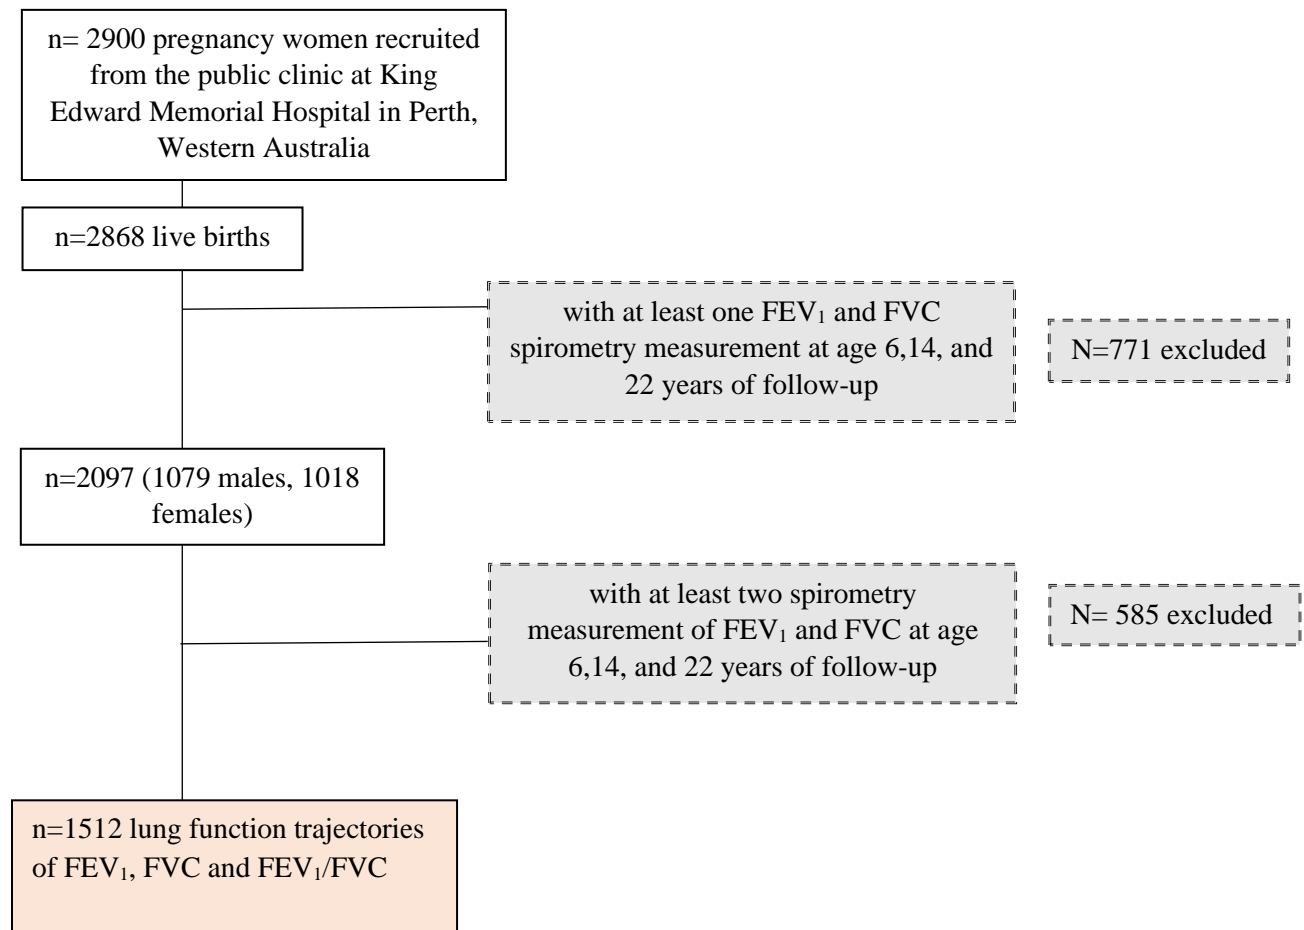 n= 2900 pregnancy women recruited
from the public clinic at King
Edward Memorial Hospital in Perth,
Western Australia
n=2868 live births
with at least one FEV₁ and FVC
spirometry measurement at age 6,14, and
22 years of follow-up
N=771 excluded
n=2097 (1079 males, 1018
females)
with at least two spirometry
measurement of FEV₁ and FVC at age
6,14, and 22 years of follow-up
N= 585 excluded
n=1512 lung function trajectories
of FEV₁, FVC and FEV₁/FVC